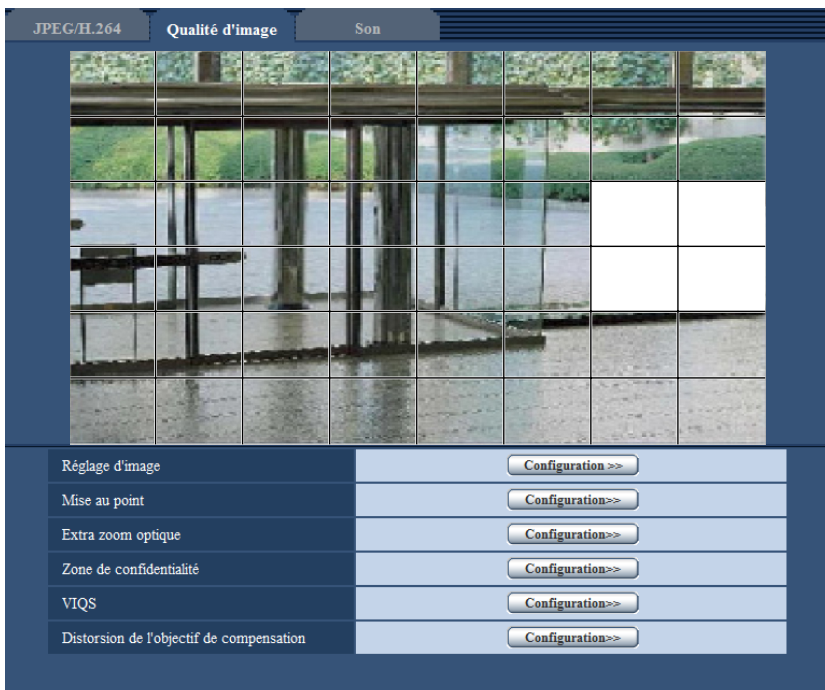 JPEG/H.264 Qualité d'image Son
Réglage d'image Configuration >>
Mise au point Configuration>>
Extra zoom optique Configuration>>
Zone de confidentialité Configuration>>
VIQS Configuration>>
Distorsion de l'objectif de compensation Configuration>>